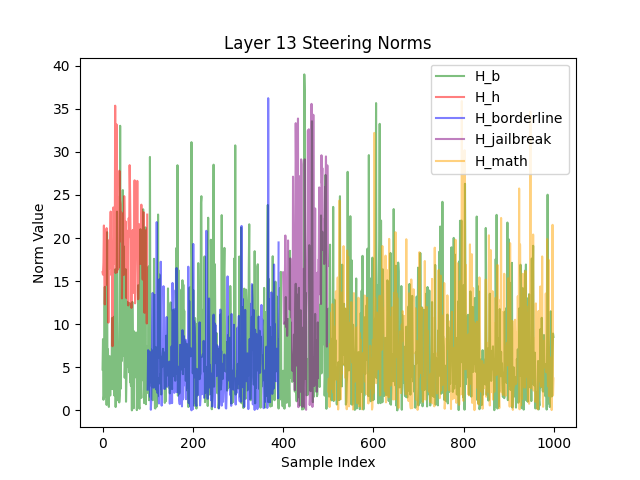 Layer 13 Steering Norms
Norm Value
40
35
30
25
20
15
10
5
0
H_b
H_h
H_borderline
H_jailbreak
H_math
0
200
400
600
800
1000
Sample Index